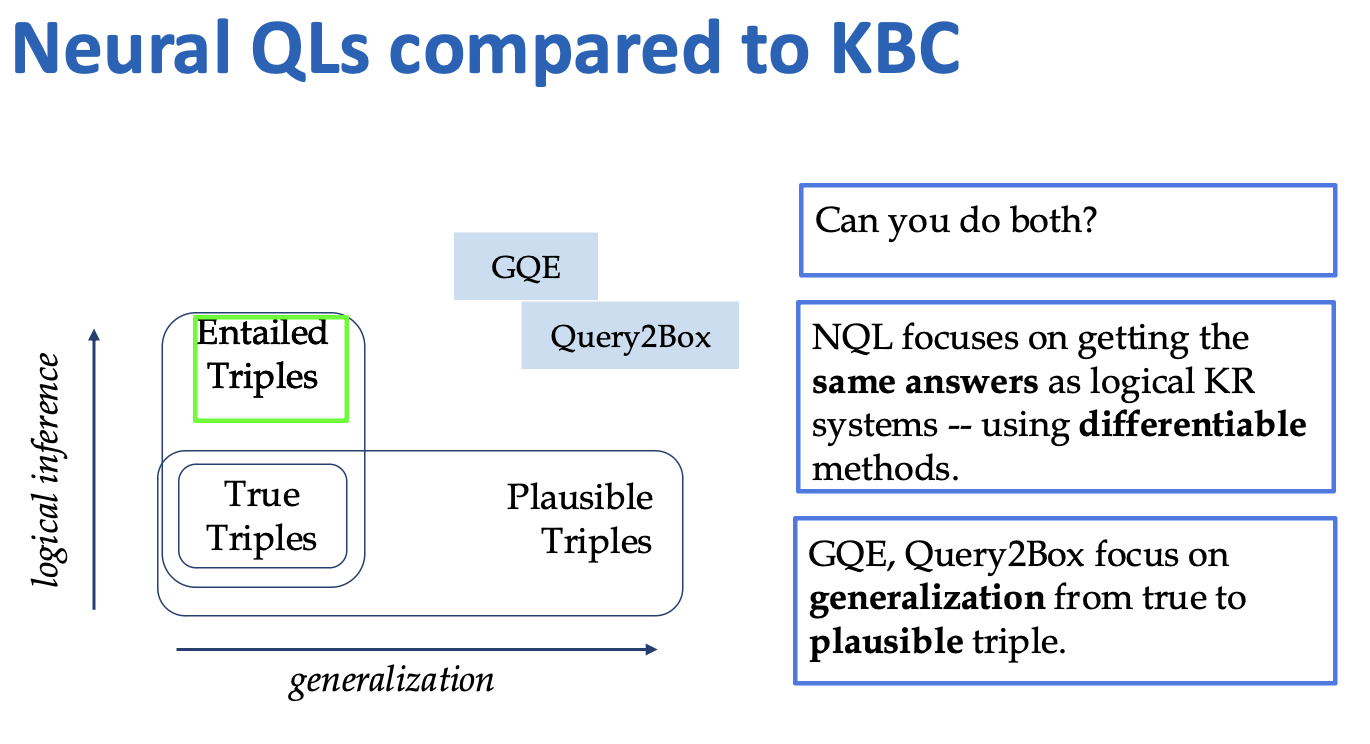 Neural QLs compared to KBC
GQE
Query2Box
Entailed
Triples
True
Triples
Plausible
Triples
logical inference
generalization
Can you do both?
NQL focuses on getting the
same answers as logical KR
systems -- using differentiable
methods.
GQE, Query2Box focus on
generalization from true to
plausible triple.